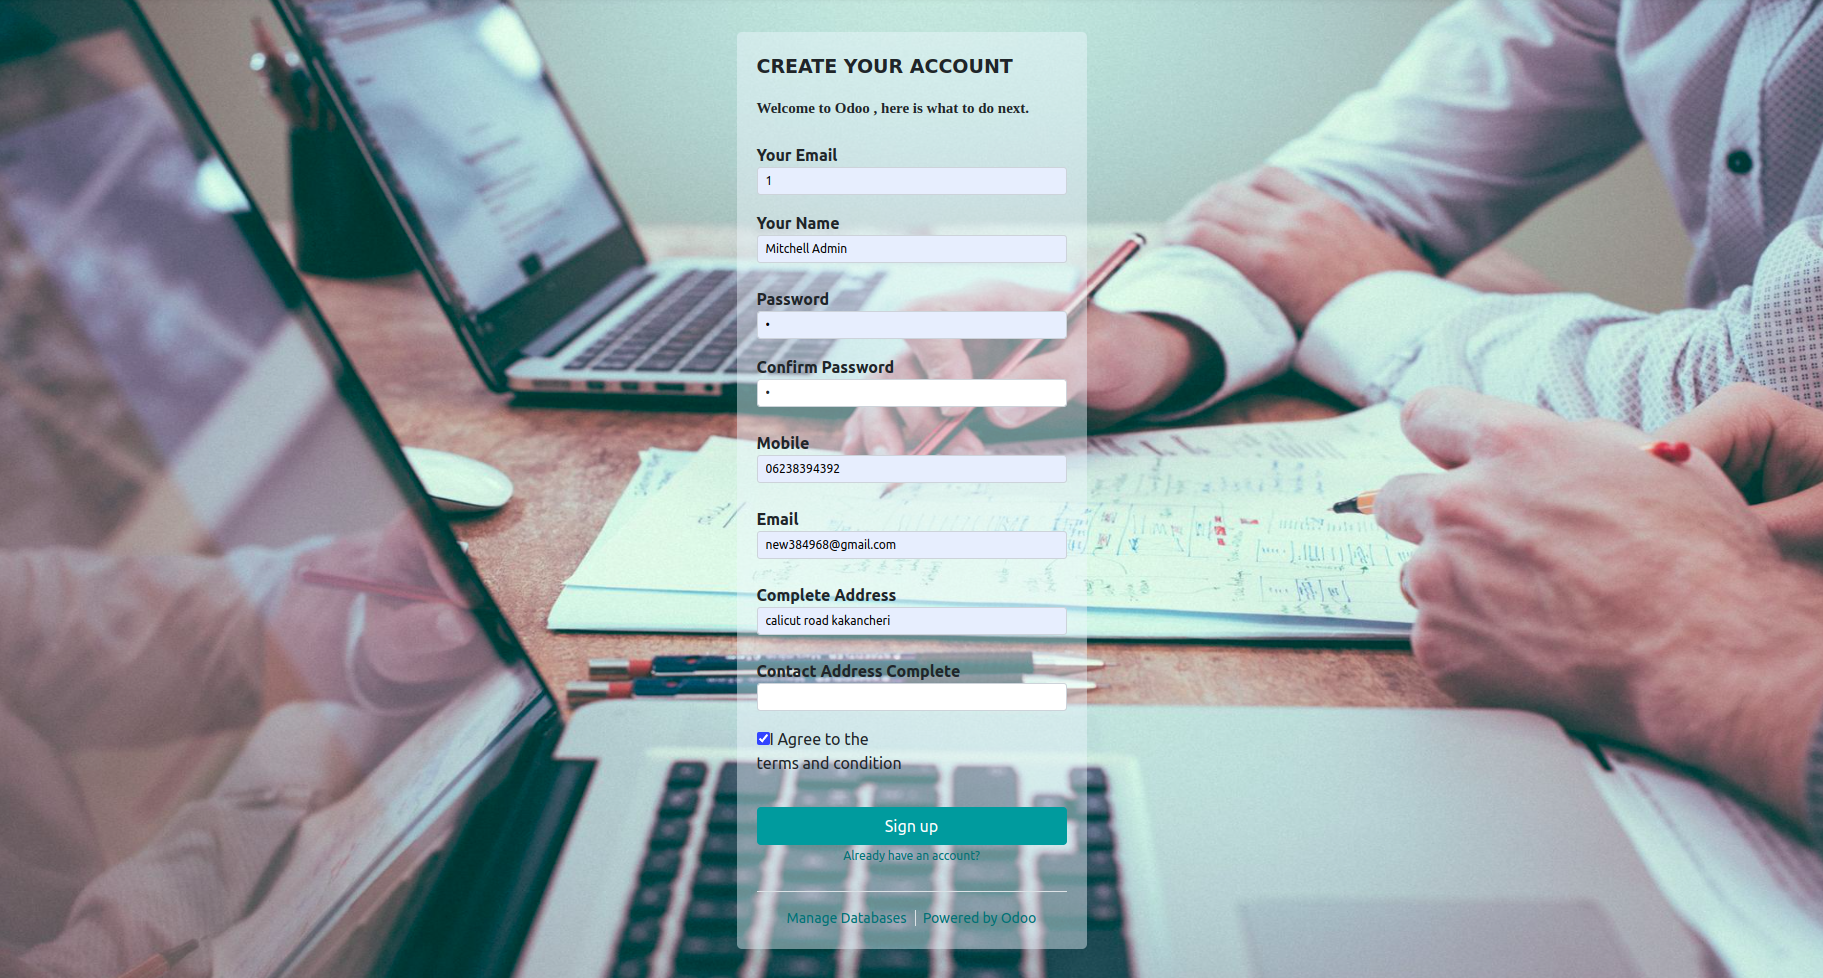 CREATE YOUR ACCOUNT
Welcome to Odoo , here is what to do next.
Your Email
1
Your Name
Mitchell Admin
Password
•
Confirm Password
•
Mobile
06238394392
Email
new384968@gmail.com
Complete Address
calicut road kakancheri
Contact Address Complete
I Agree to the
terms and condition
Sign up
Already have an account?
Manage Databases | Powered by Odoo